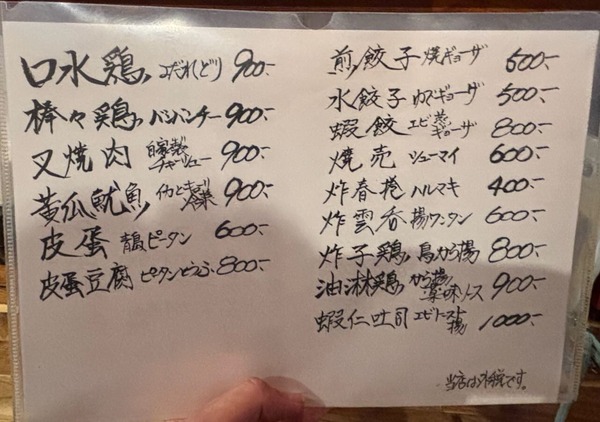 口水鶏 よだれどり 900.-
棒々鶏 バンバンチー 900.-
叉焼肉 自家製チャーシュー 900.-
黄瓜魷魚 イカときゅうり冷菜 900.-
皮蛋 ピータン 600.-
皮蛋豆腐 ピータンどうふ 800.-
煎餃子 焼ギョーザ 500.-
水餃子 ゆでギョーザ 500.-
蝦餃 エビ蒸ギョーザ 800.-
焼売 シューマイ 600.-
炸春捲 ハルマキ 400.-
炸雲呑 揚ワンタン 600.-
炸子鶏 鳥から揚 800.-
油淋鶏 から揚薬味ソース 900.-
蝦仁吐司 エビトースト揚 1000.-
当店は外税です。